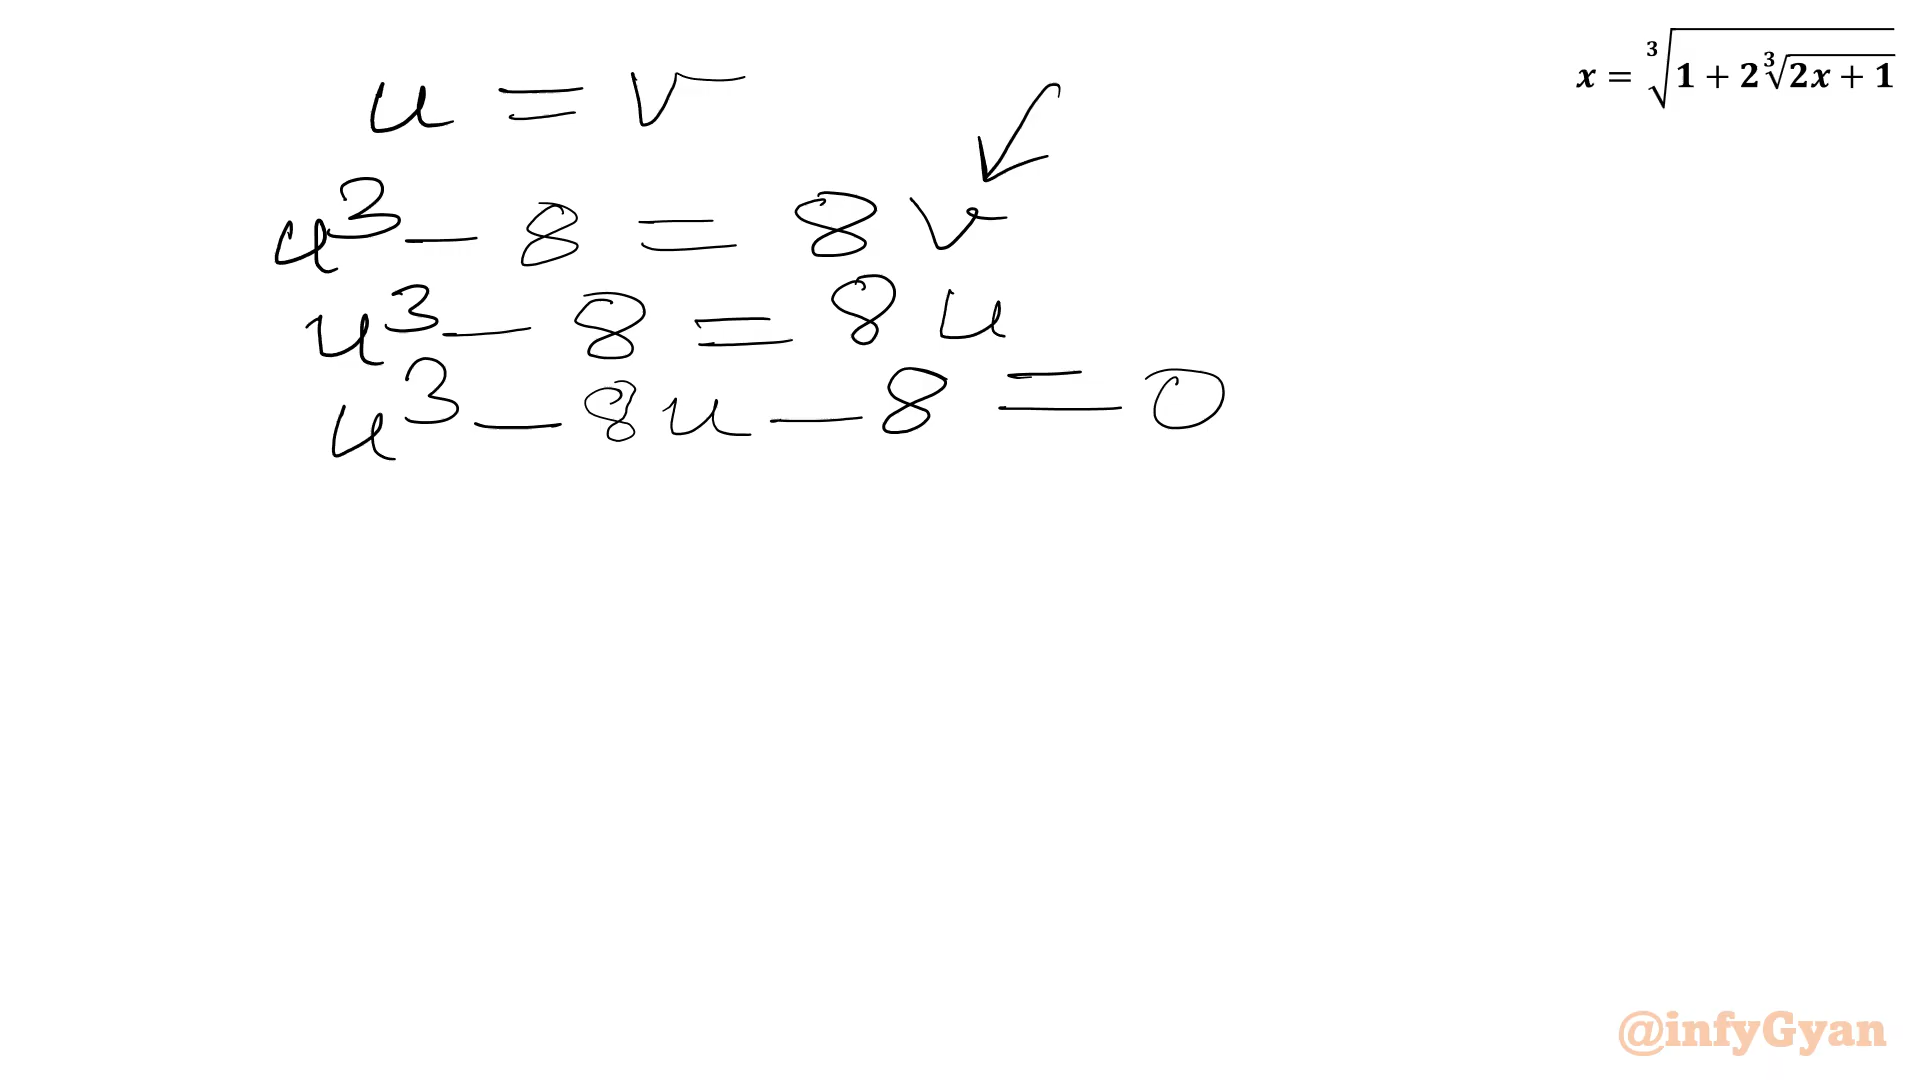 x = ∛(1 + 2∛(2x + 1))
u = v
u³ − 8 = 8v
u³ − 8 = 8u
u³ − 8u − 8 = 0
@infyGyan